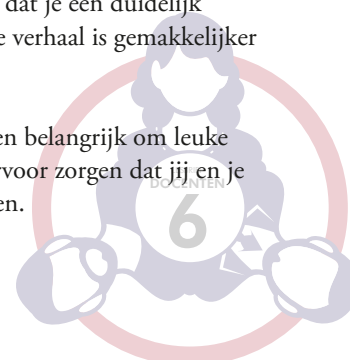 dat je een duidelijk
verhaal is gemakkelijker
en belangrijk om leuke
voor zorgen dat jij en je
DOCENTEN
en.
6